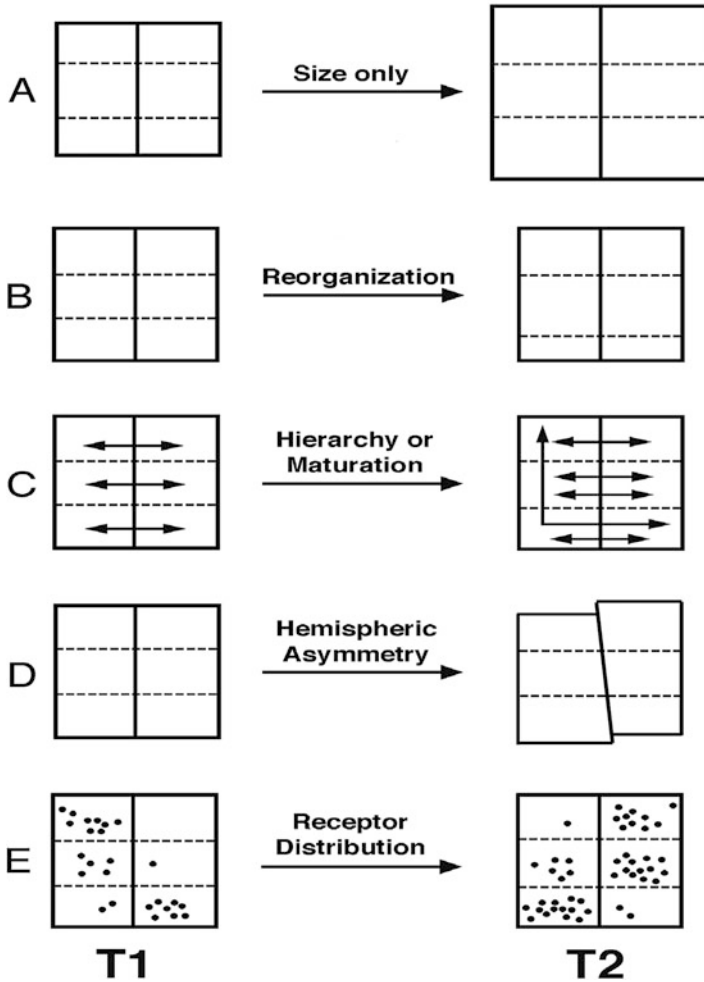 A
Size only
B
Reorganization
C
Hierarchy or
Maturation
D
Hemispheric
Asymmetry
E
Receptor
Distribution
T1 T2